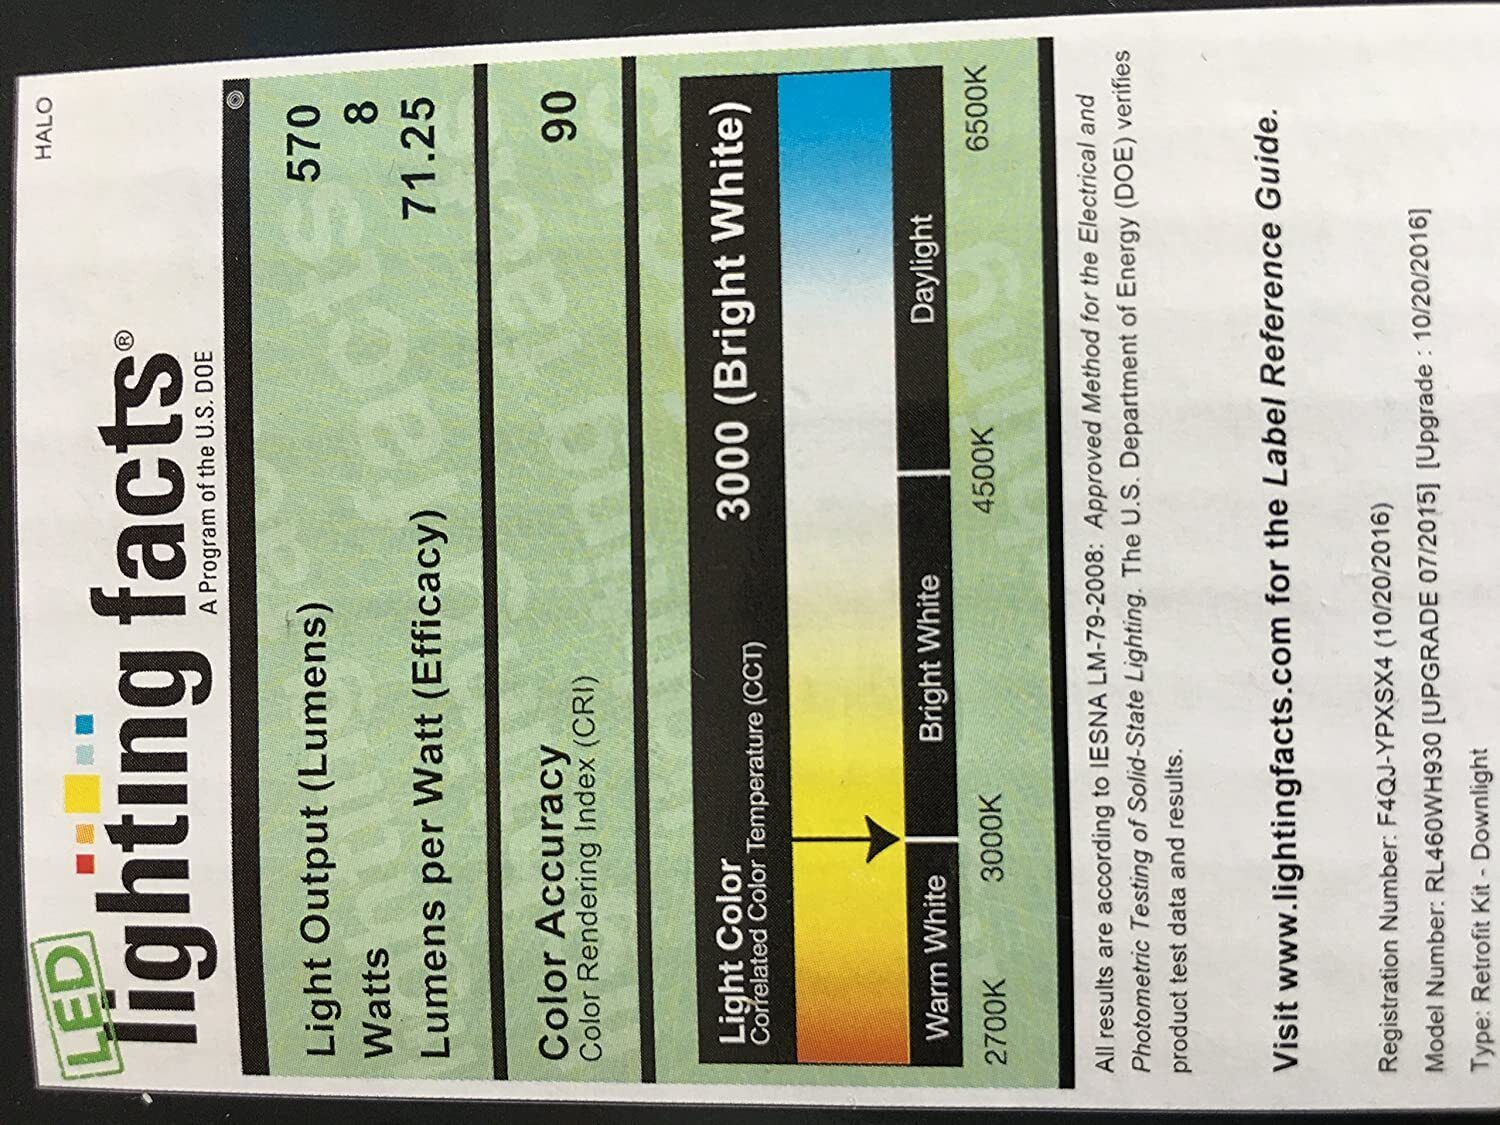 HALO
LED
lighting facts®
A Program of the U.S. DOE
Light Output (Lumens) 570
Watts 8
Lumens per Watt (Efficacy) 71.25
Color Accuracy 90
Color Rendering Index (CRI)
Light Color 3000 (Bright White)
Correlated Color Temperature (CCT)
Warm White Bright White Daylight
2700K 3000K 4500K 6500K
All results are according to IESNA LM-79-2008: Approved Method for the Electrical and
Photometric Testing of Solid-State Lighting. The U.S. Department of Energy (DOE) verifies
product test data and results.
Visit www.lightingfacts.com for the Label Reference Guide.
Registration Number: F4QJ-YPXSX4 (10/20/2016)
Model Number: RL460WH930 [UPGRADE 07/2015] [Upgrade : 10/20/2016]
Type: Retrofit Kit - Downlight